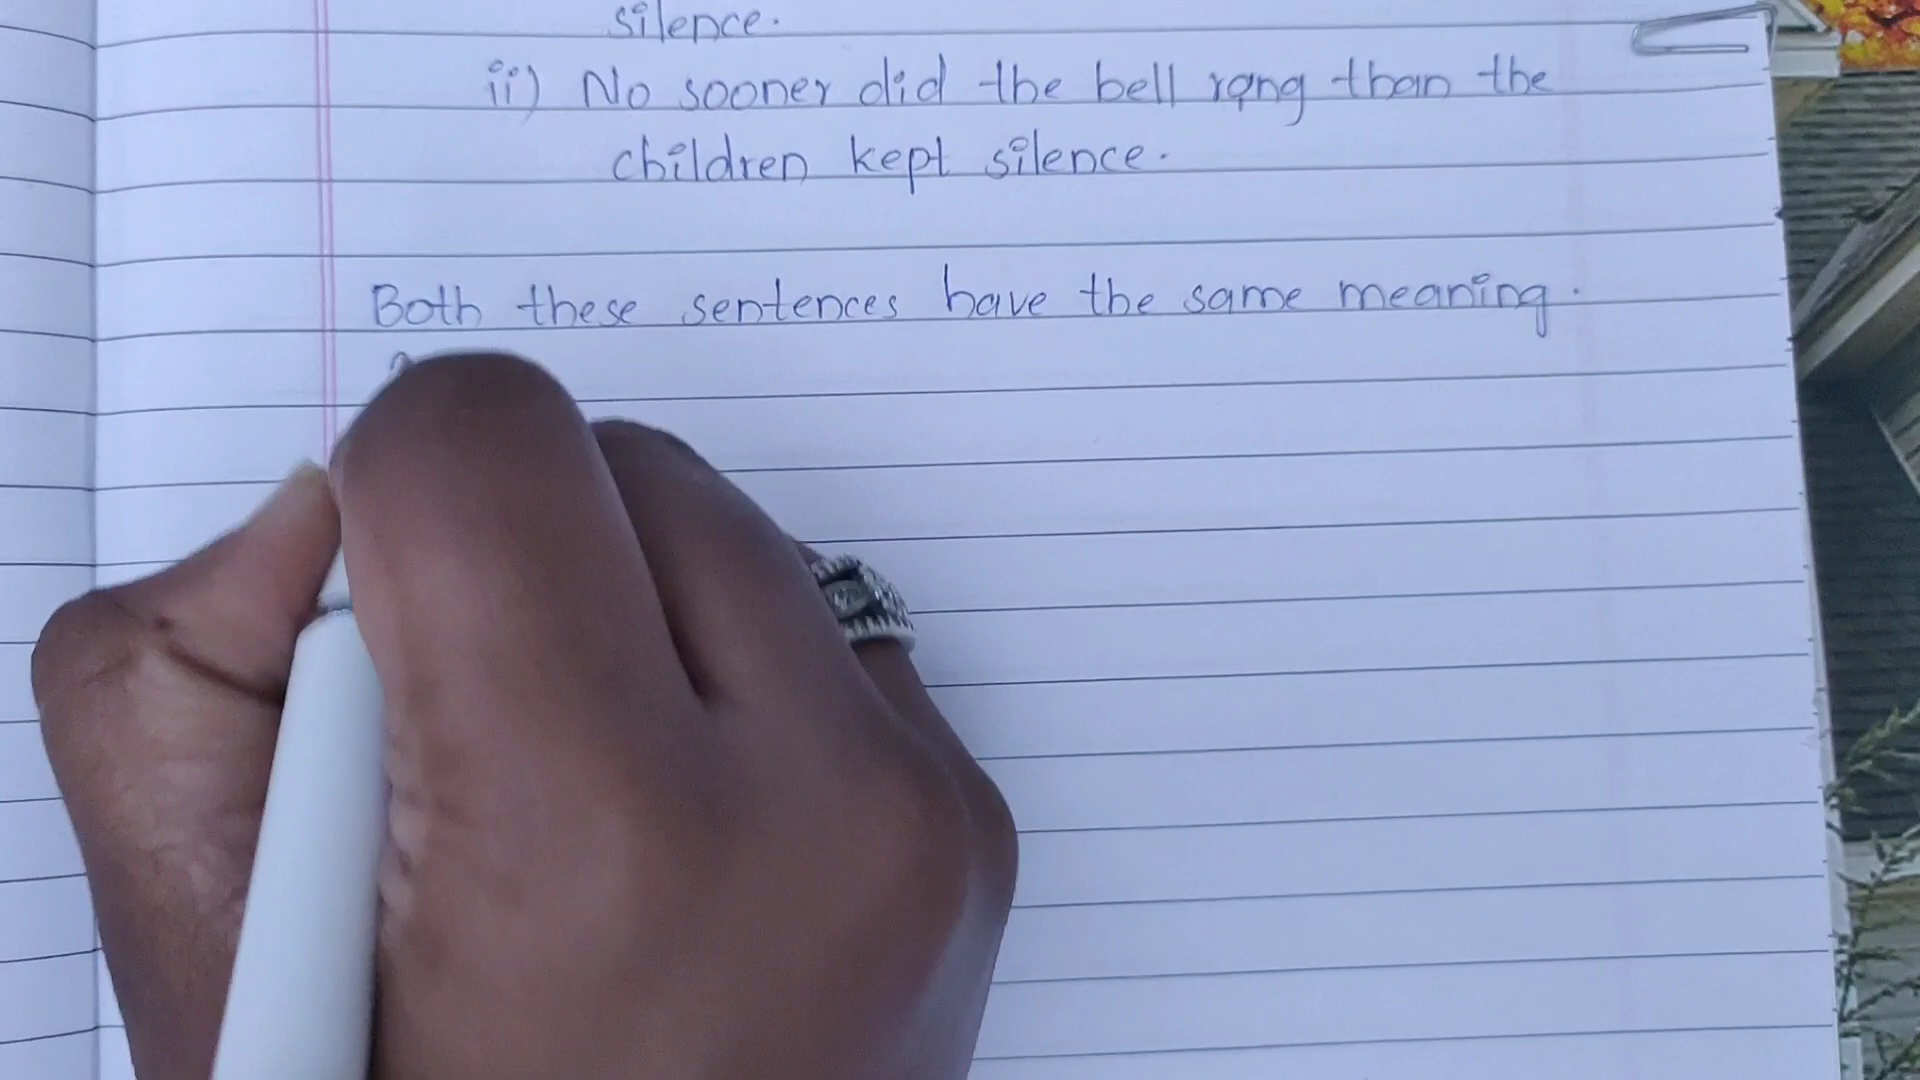 silence.
ii) No sooner did the bell rang than the
children kept silence.
Both these sentences have the same meaning.